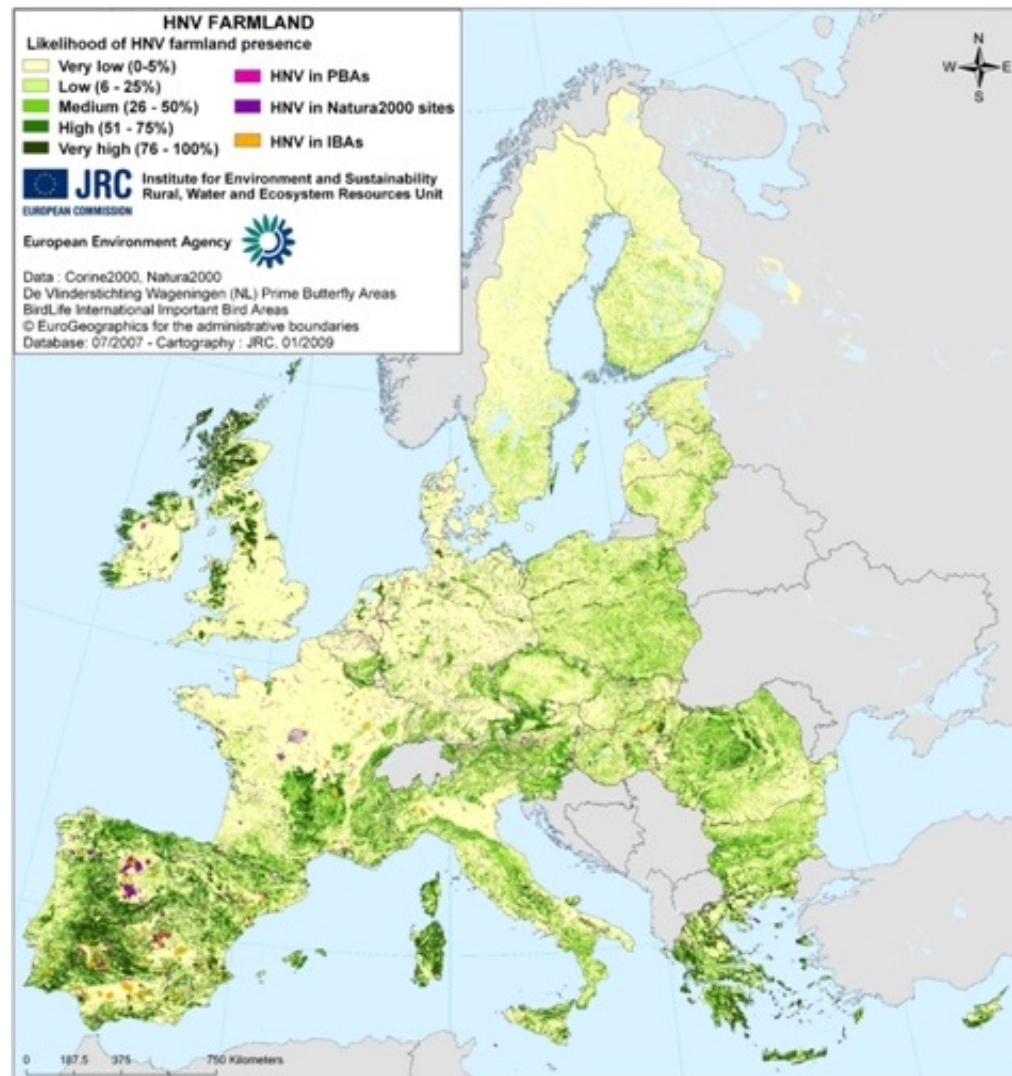 HNV FARMLAND
Likelihood of HNV farmland presence
Very low (0-5%)
Low (6 - 25%)
Medium (26 - 50%)
High (51 - 75%)
Very high (76 - 100%)
HNV in PBAs
HNV in Natura2000 sites
HNV in IBAs
JRC
EUROPEAN COMMISSION
Institute for Environment and Sustainability
Rural, Water and Ecosystem Resources Unit
European Environment Agency
Data : Corine2000, Natura2000
De Vlinderstichting Wageningen (NL) Prime Butterfly Areas
BirdLife International Important Bird Areas
© EuroGeographics for the administrative boundaries
Database: 07/2007 - Cartography : JRC, 01/2009
N
W E
S
0 187.5 375 750 Kilometers